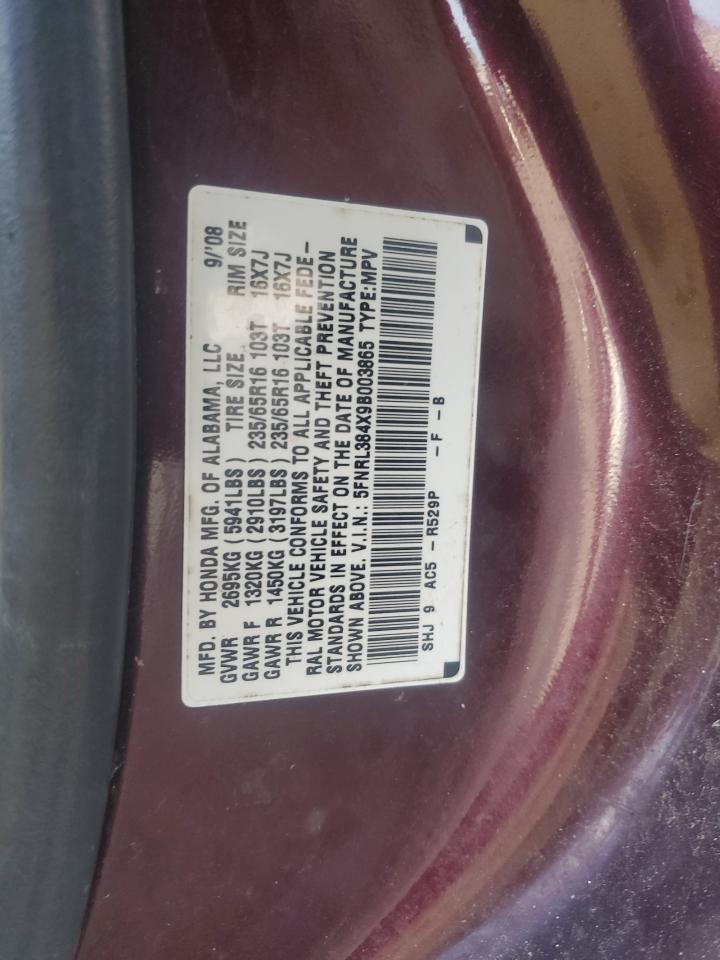 MFD. BY HONDA MFG. OF ALABAMA, LLC 9/'08
GVWR 2695KG (5941LBS) TIRE SIZE RIM SIZE
GAWR F 1320KG (2910LBS) 235/65R16 103T 16X7J
GAWR R 1450KG (3197LBS) 235/65R16 103T 16X7J
THIS VEHICLE CONFORMS TO ALL APPLICABLE FEDE-
RAL MOTOR VEHICLE SAFETY AND THEFT PREVENTION
STANDARDS IN EFFECT ON THE DATE OF MANUFACTURE
SHOWN ABOVE. V.I.N.: 5FNRL384X9B003865 TYPE:MPV
SHJ 9 AC5 - R529P - F - B